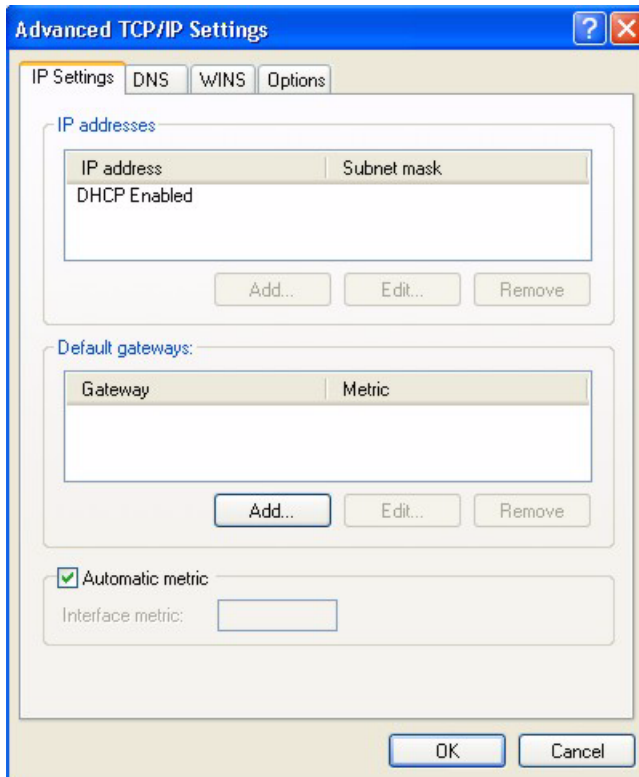 Advanced TCP/IP Settings
IP Settings DNS WINS Options
IP addresses
IP address Subnet mask
DHCP Enabled
Add... Edit... Remove
Default gateways:
Gateway Metric
Add... Edit... Remove
Automatic metric
Interface metric:
OK Cancel